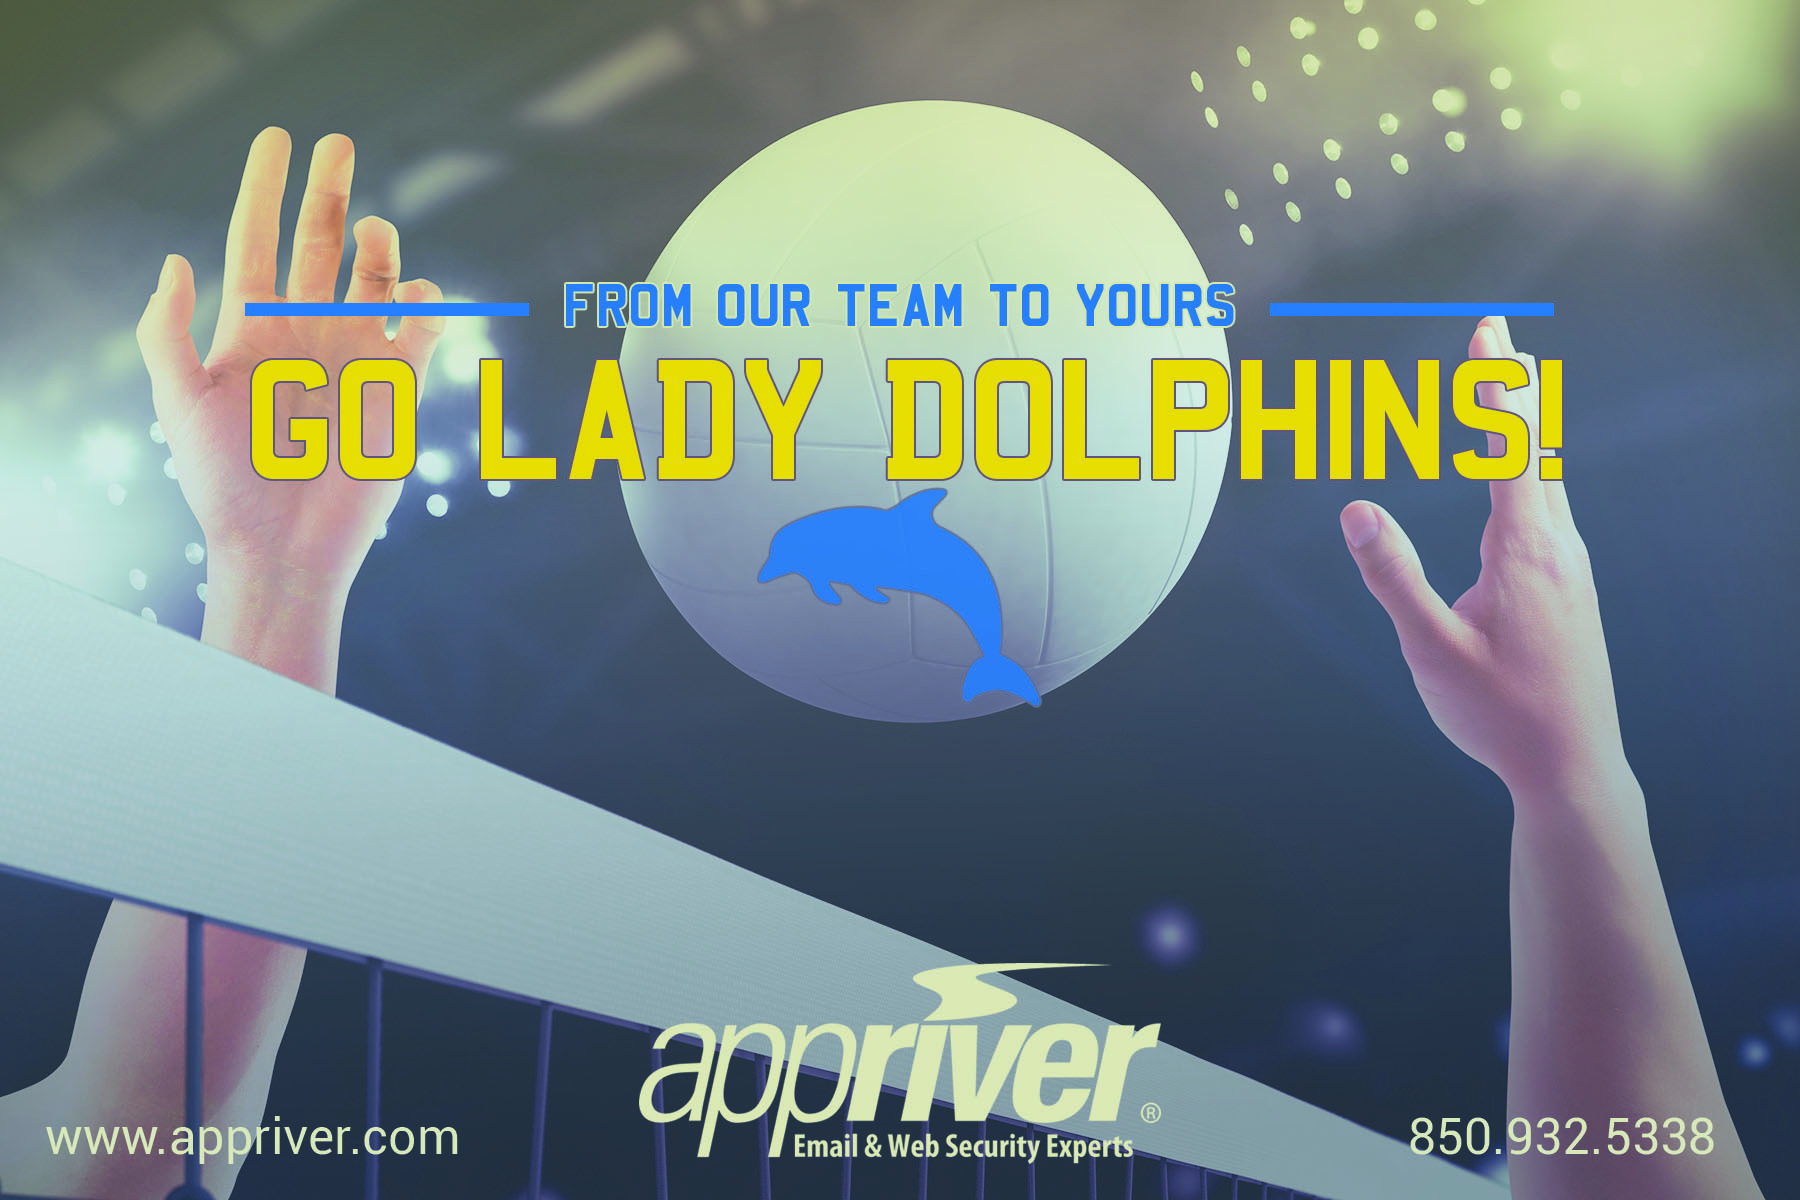 FROM OUR TEAM TO YOURS
GO LADY DOLPHINS!
appriver®
Email & Web Security Experts
www.appriver.com
850.932.5338